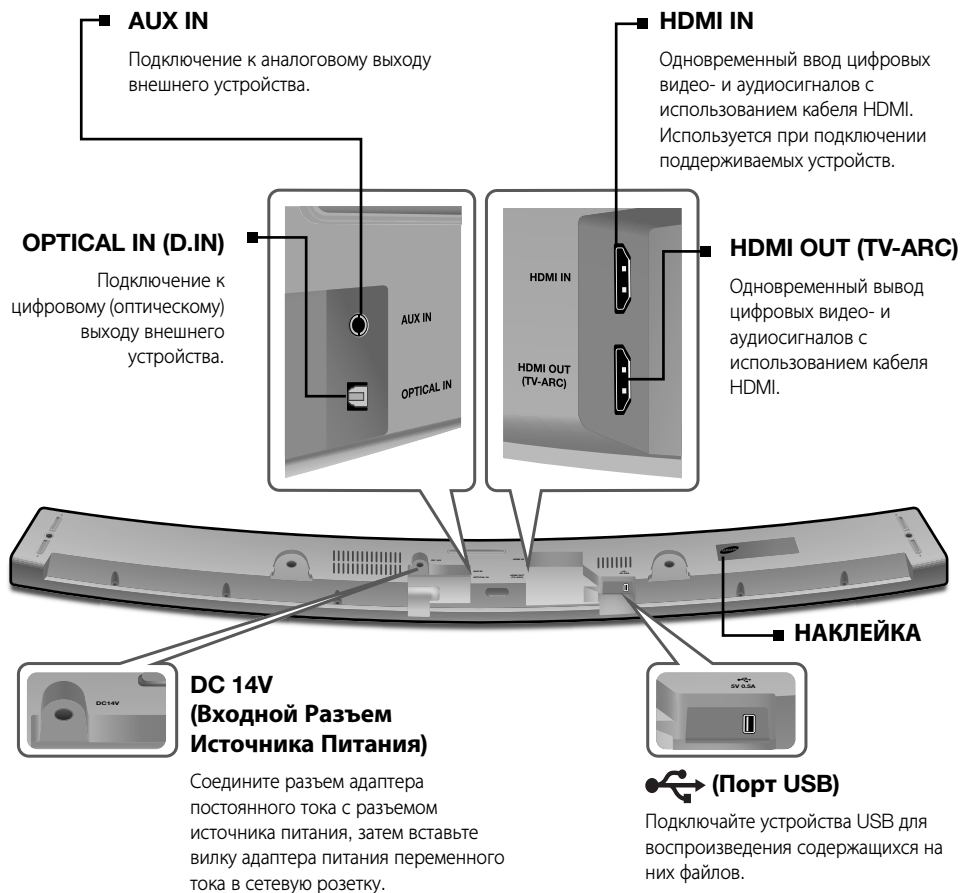 AUX IN
Подключение к аналоговому выходу
внешнего устройства.
HDMI IN
Одновременный ввод цифровых
видео- и аудиосигналов с
использованием кабеля HDMI.
Используется при подключении
поддерживаемых устройств.
OPTICAL IN (D.IN)
Подключение к
цифровому (оптическому)
выходу внешнего
устройства.
AUX IN
OPTICAL IN
HDMI IN
HDMI OUT
(TV-ARC)
HDMI OUT (TV-ARC)
Одновременный вывод
цифровых видео- и
аудиосигналов с
использованием кабеля
HDMI.
НАКЛЕЙКА
DC14V
DC 14V
(Входной Разъем
Источника Питания)
Соедините разъем адаптера
постоянного тока с разъемом
источника питания, затем вставьте
вилку адаптера питания переменного
тока в сетевую розетку.
5V 0.5A
(Порт USB)
Подключайте устройства USB для
воспроизведения содержащихся на
них файлов.